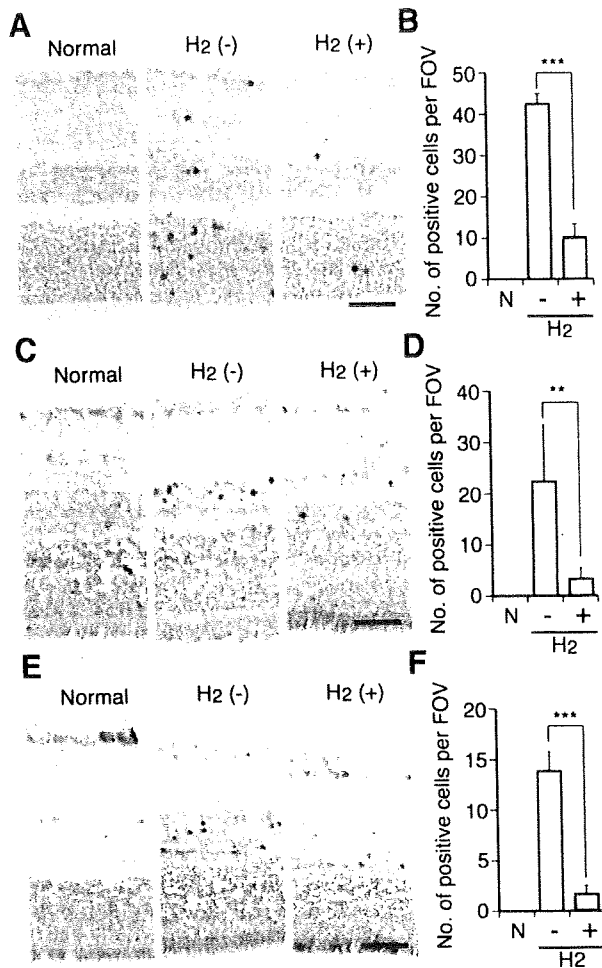 A
Normal
H2 (-)
H2 (+)
B
No. of positive cells per FOV
50
40
30
20
10
0
***
N
-
+
H2
C
Normal
H2 (-)
H2 (+)
D
No. of positive cells per FOV
40
30
20
10
0
**
N
-
+
H2
E
Normal
H2 (-)
H2 (+)
F
No. of positive cells per FOV
20
15
10
5
0
***
N
-
+
H2